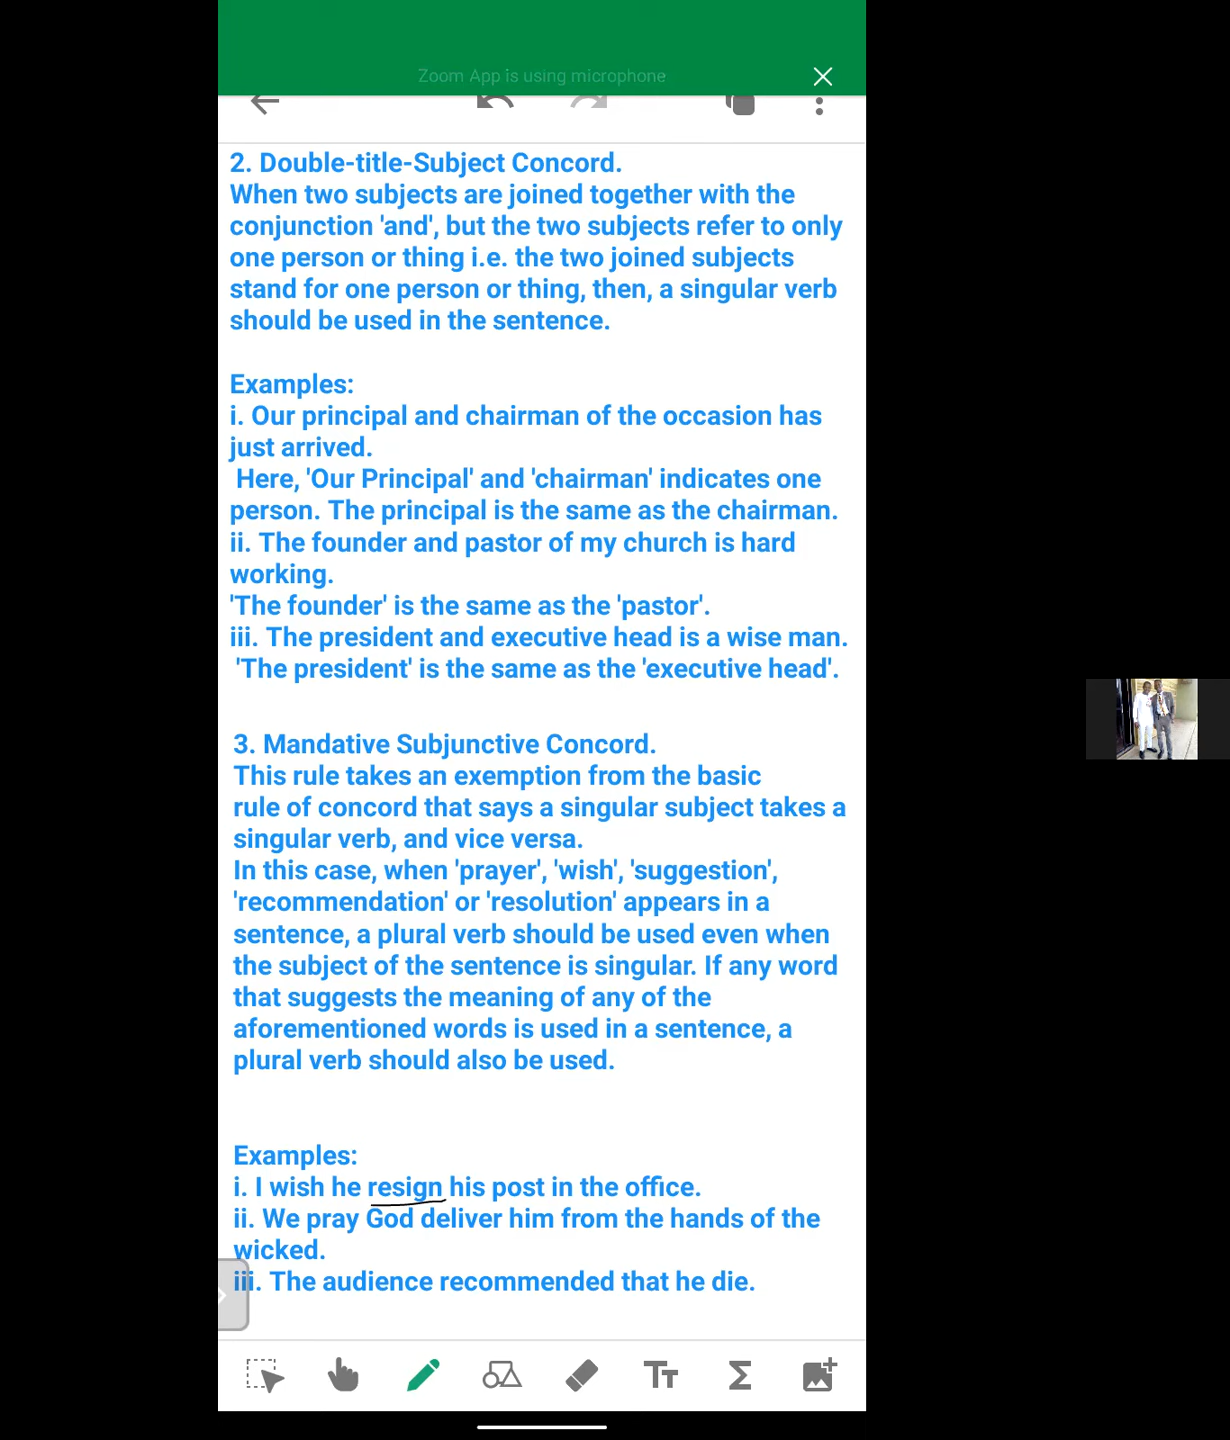 Zoom App is using microphone
2. Double-title-Subject Concord.
When two subjects are joined together with the
conjunction 'and', but the two subjects refer to only
one person or thing i.e. the two joined subjects
stand for one person or thing, then, a singular verb
should be used in the sentence.
Examples:
i. Our principal and chairman of the occasion has
just arrived.
Here, 'Our Principal' and 'chairman' indicates one
person. The principal is the same as the chairman.
ii. The founder and pastor of my church is hard
working.
'The founder' is the same as the 'pastor'.
iii. The president and executive head is a wise man.
'The president' is the same as the 'executive head'.
3. Mandative Subjunctive Concord.
This rule takes an exemption from the basic
rule of concord that says a singular subject takes a
singular verb, and vice versa.
In this case, when 'prayer', 'wish', 'suggestion',
'recommendation' or 'resolution' appears in a
sentence, a plural verb should be used even when
the subject of the sentence is singular. If any word
that suggests the meaning of any of the
aforementioned words is used in a sentence, a
plural verb should also be used.
Examples:
i. I wish he resign his post in the office.
ii. We pray God deliver him from the hands of the
wicked.
iii. The audience recommended that he die.